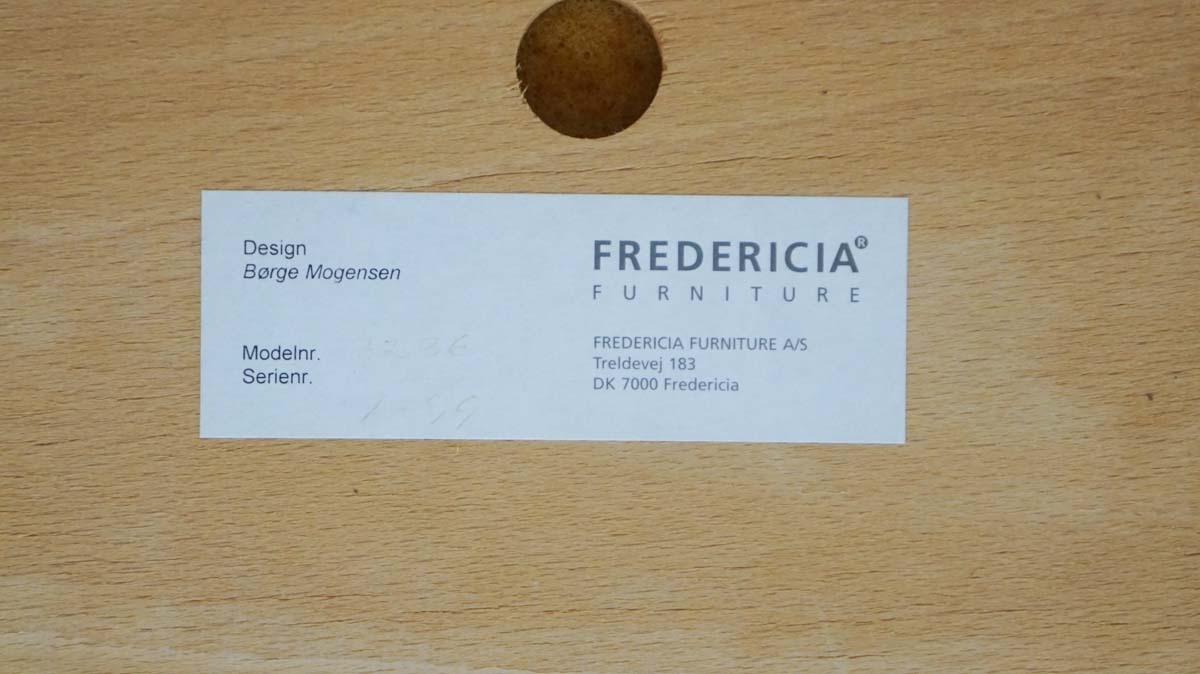 Design
Børge Mogensen
Modelnr.
Serienr.
FREDERICIA®
FURNITURE
FREDERICIA FURNITURE A/S
Treldevej 183
DK 7000 Fredericia